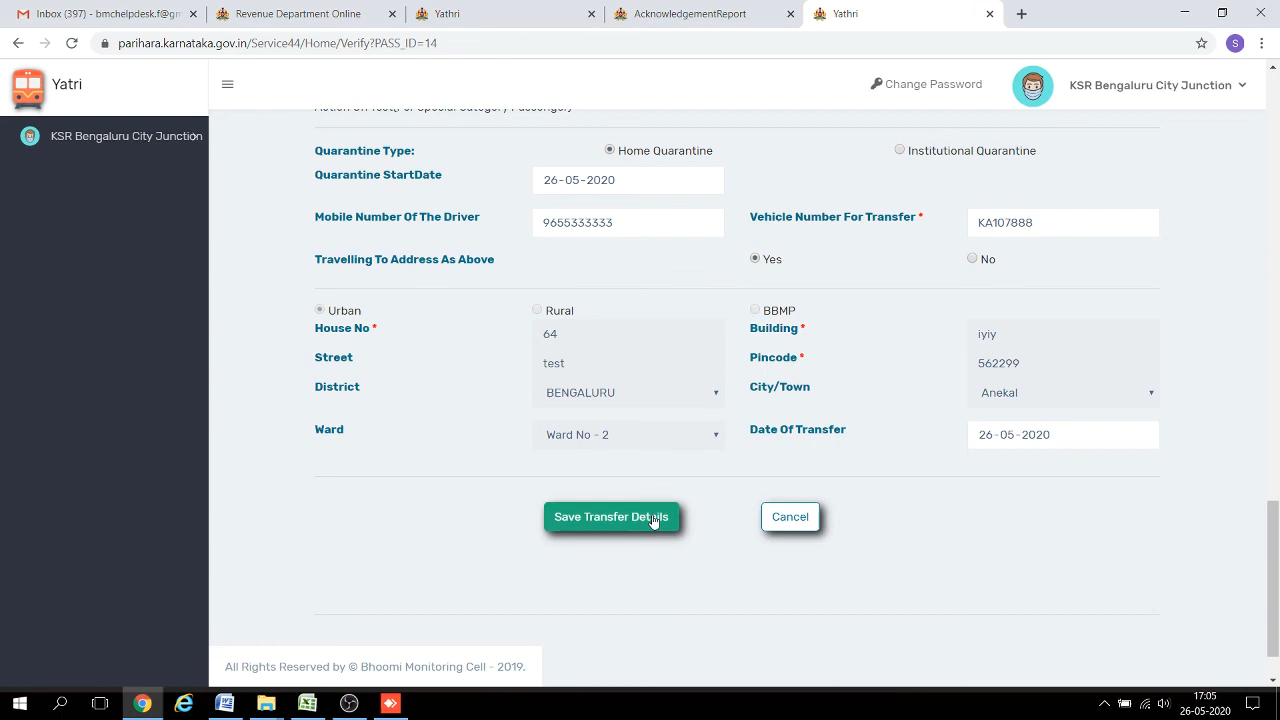 Inbox (397) - bmchelpdesk.f@gm
Revenue Department Online
Yathri
AcknowledgementReport
Yathri
parihara.karnataka.gov.in/Service44/Home/Verify?PASS_ID=14
S
Yatri
Change Password
KSR Bengaluru City Junction
KSR Bengaluru City Junction
Action On Test,For Special Category Passengery
Quarantine Type:
Home Quarantine
Institutional Quarantine
Quarantine StartDate
26-05-2020
Mobile Number Of The Driver
9655333333
Vehicle Number For Transfer *
KA107888
Travelling To Address As Above
Yes
No
Urban
Rural
BBMP
House No *
64
Building *
iyiy
Street
test
Pincode *
562299
District
BENGALURU
City/Town
Anekal
Ward
Ward No - 2
Date Of Transfer
26-05-2020
Save Transfer Details
Cancel
All Rights Reserved by © Bhoomi Monitoring Cell - 2019.
17:05
26-05-2020